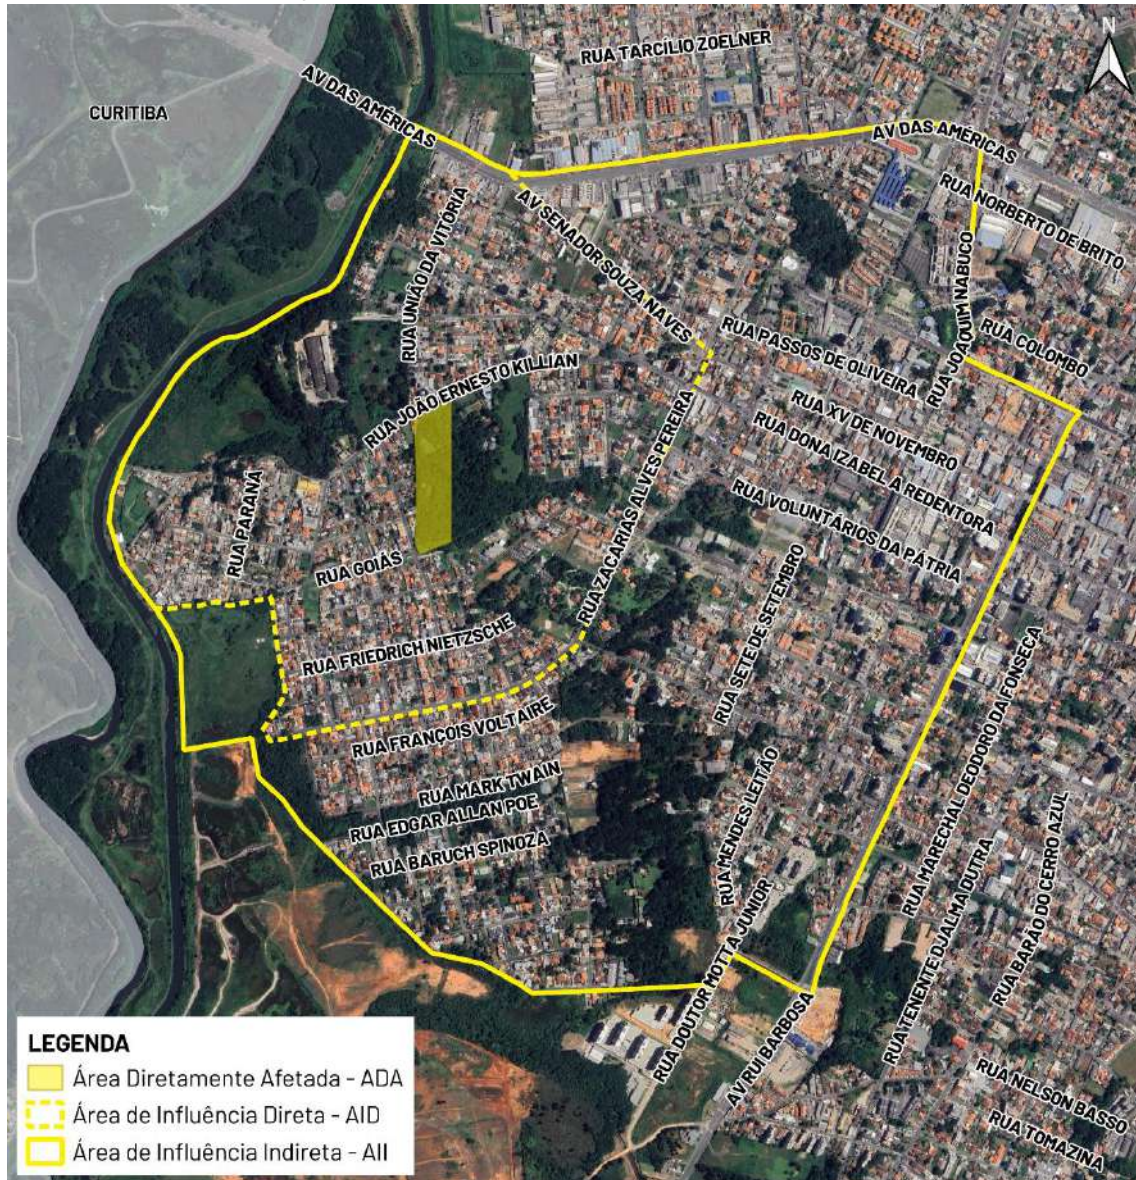 N
RUA TARCÍLIO ZOELNER
AV DAS AMÉRICAS
CURITIBA
AV DAS AMÉRICAS
RUA NORBERTO DE BRITO
AV SENADOR SOUZA NAVES
RUA UNIÃO DA VITÓRIA
RUA JOAQUIM NABUCO
RUA COLOMBO
RUA PASSOS DE OLIVEIRA
RUA JOÃO ERNESTO KILLIAN
RUA XV DE NOVEMBRO
RUA DONA IZABEL A REDENTORA
RUA ZACARIAS ALVES PEREIRA
RUA VOLUNTÁRIOS DA PÁTRIA
RUA PARANÁ
RUA GOIÁS
RUA SETE DE SETEMBRO
RUA FRIEDRICH NIETZSCHE
RUA MARECHAL DEODORO DA FONSECA
RUA FRANÇOIS VOLTAIRE
RUA MARK TWAIN
RUA EDGAR ALLAN POE
RUA BARUCH SPINOZA
RUA MENDES LEITÃO
RUA TENENTE DJALMA DUTRA
RUA BARÃO DO CERRO AZUL
RUA DOUTOR MOTTA JUNIOR
AV RUI BARBOSA
RUA NELSON BASSO
RUA TOMAZINA
LEGENDA
Área Diretamente Afetada - ADA
Área de Influência Direta - AID
Área de Influência Indireta - AII